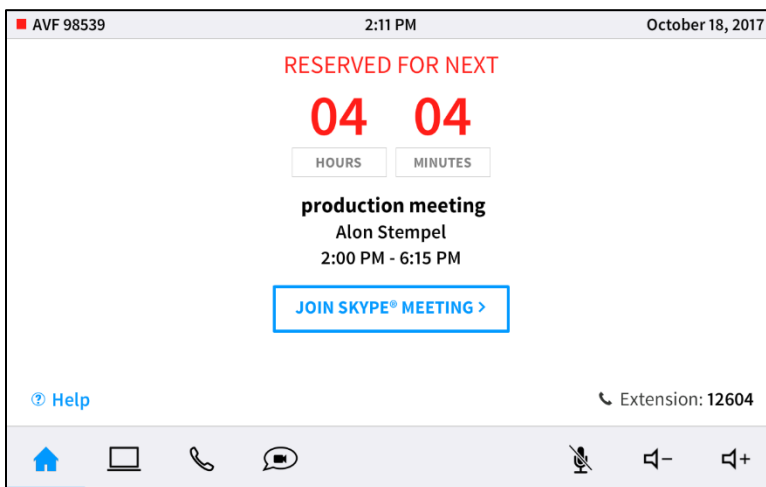 AVF 98539 2:11 PM October 18, 2017
RESERVED FOR NEXT
04 04
HOURS MINUTES
production meeting
Alon Stempel
2:00 PM - 6:15 PM
JOIN SKYPE® MEETING >
? Help Extension: 12604